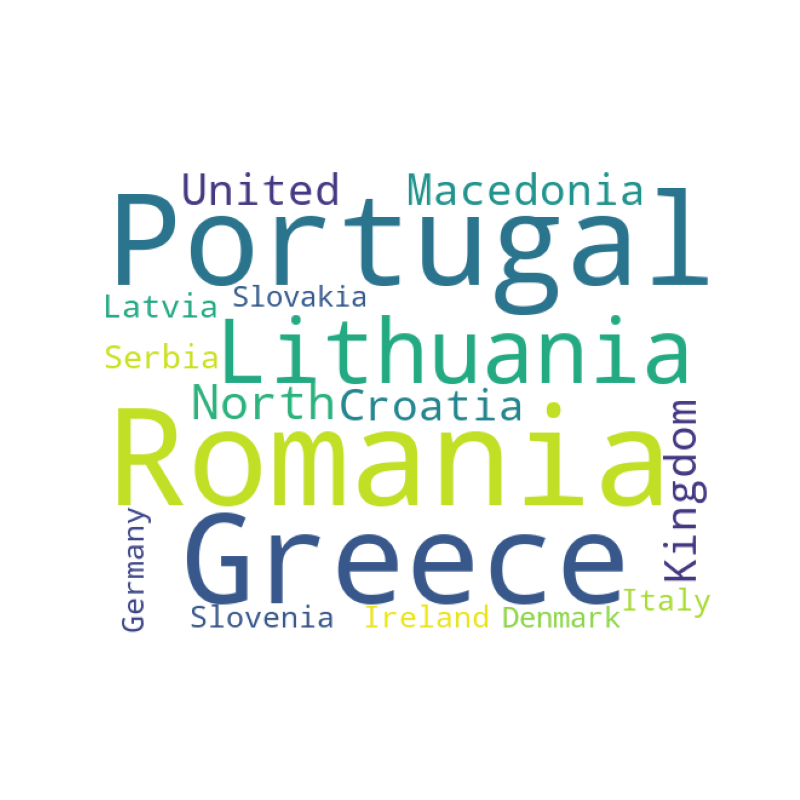 United Macedonia
Portugal
Latvia Slovakia
Lithuania
Serbia
North Croatia
Romania
Kingdom
Greece
Germany
Italy
Slovenia Ireland Denmark